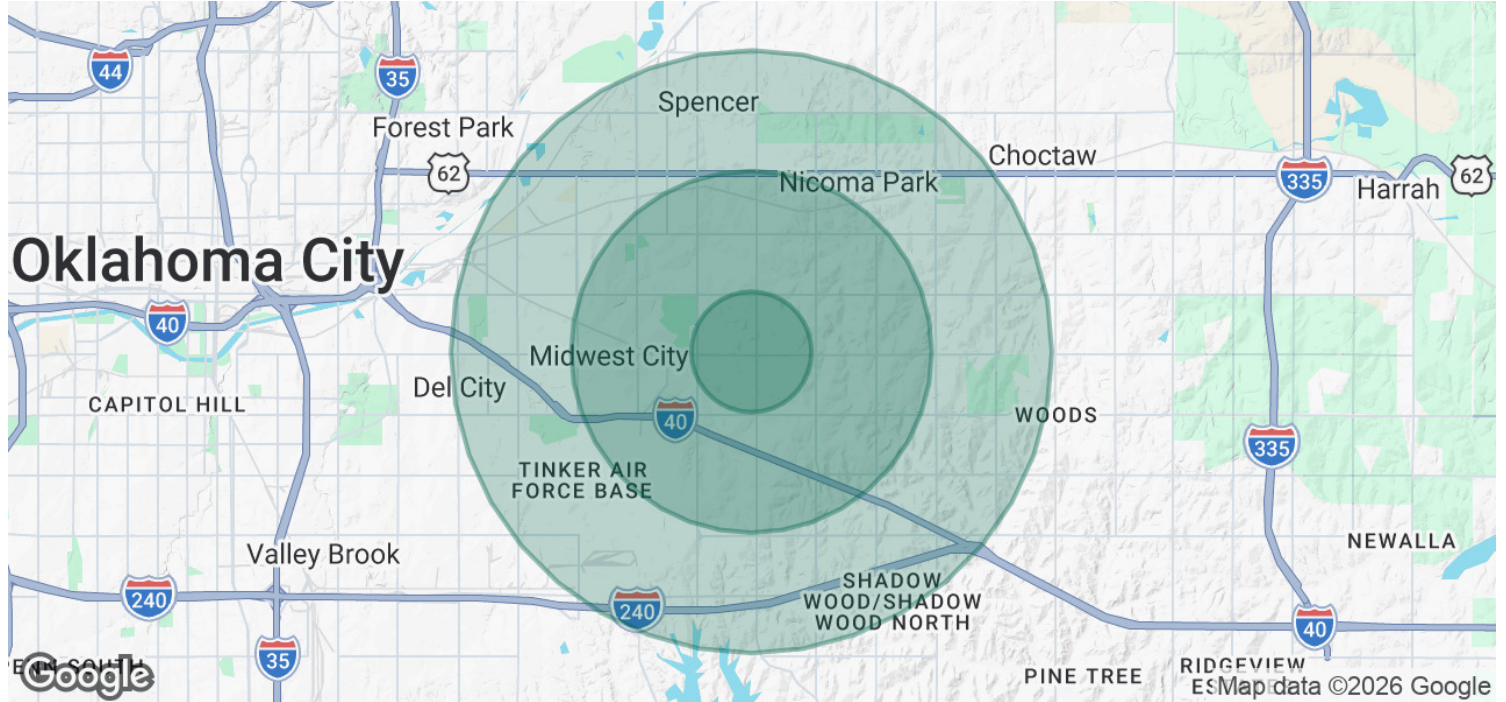 44
35
Spencer
Forest Park
62
Choctaw
Nicoma Park
335
Harrah
62
Oklahoma City
40
Midwest City
Del City
CAPITOL HILL
40
WOODS
335
TINKER AIR
FORCE BASE
Valley Brook
NEWALLA
240
240
SHADOW
WOOD/SHADOW
WOOD NORTH
40
35
SOUTH
Google
PINE TREE
RIDGEVIEW
Map data ©2026 Google